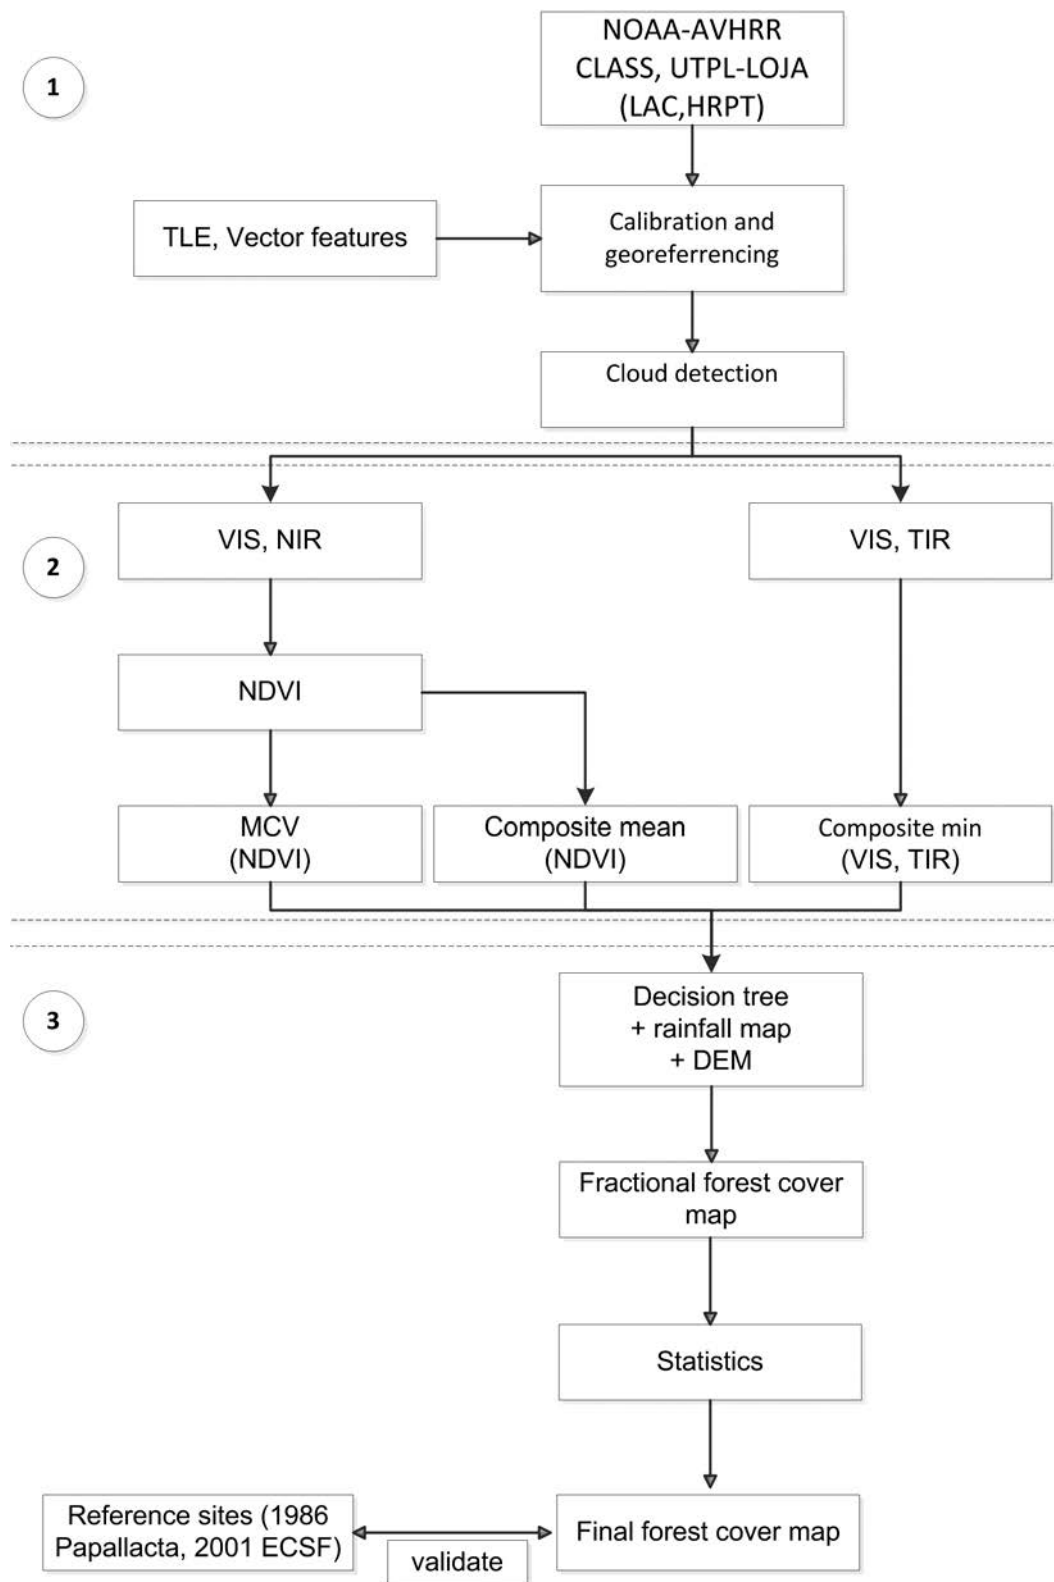 NOAA-AVHRR
CLASS, UTPL-LOJA
(LAC,HRPT)
1
TLE, Vector features
Calibration and
georeferrencing
Cloud detection
VIS, NIR
VIS, TIR
2
NDVI
MCV
(NDVI)
Composite mean
(NDVI)
Composite min
(VIS, TIR)
3
Decision tree
+ rainfall map
+ DEM
Fractional forest cover
map
Statistics
Reference sites (1986
Papallacta, 2001 ECSF)
validate
Final forest cover map